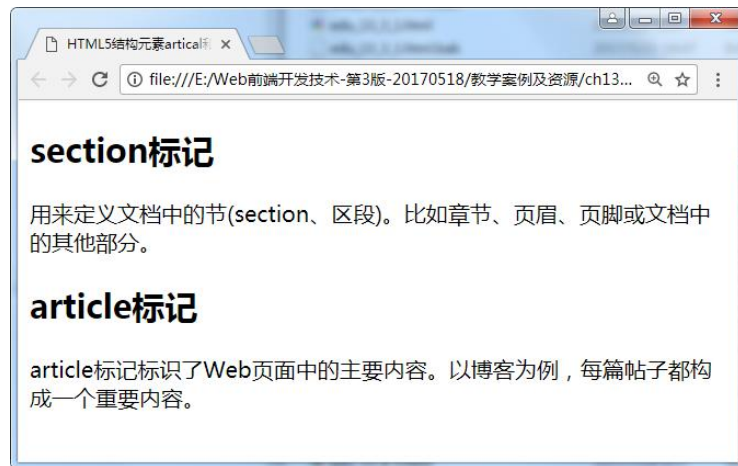 HTML5结构元素artical和
file:///E:/Web前端开发技术-第3版-20170518/教学案例及资源/ch13...
section标记
用来定义文档中的节(section、区段)。比如章节、页眉、页脚或文档中
的其他部分。
article标记
article标记标识了Web页面中的主要内容。以博客为例，每篇帖子都构
成一个重要内容。